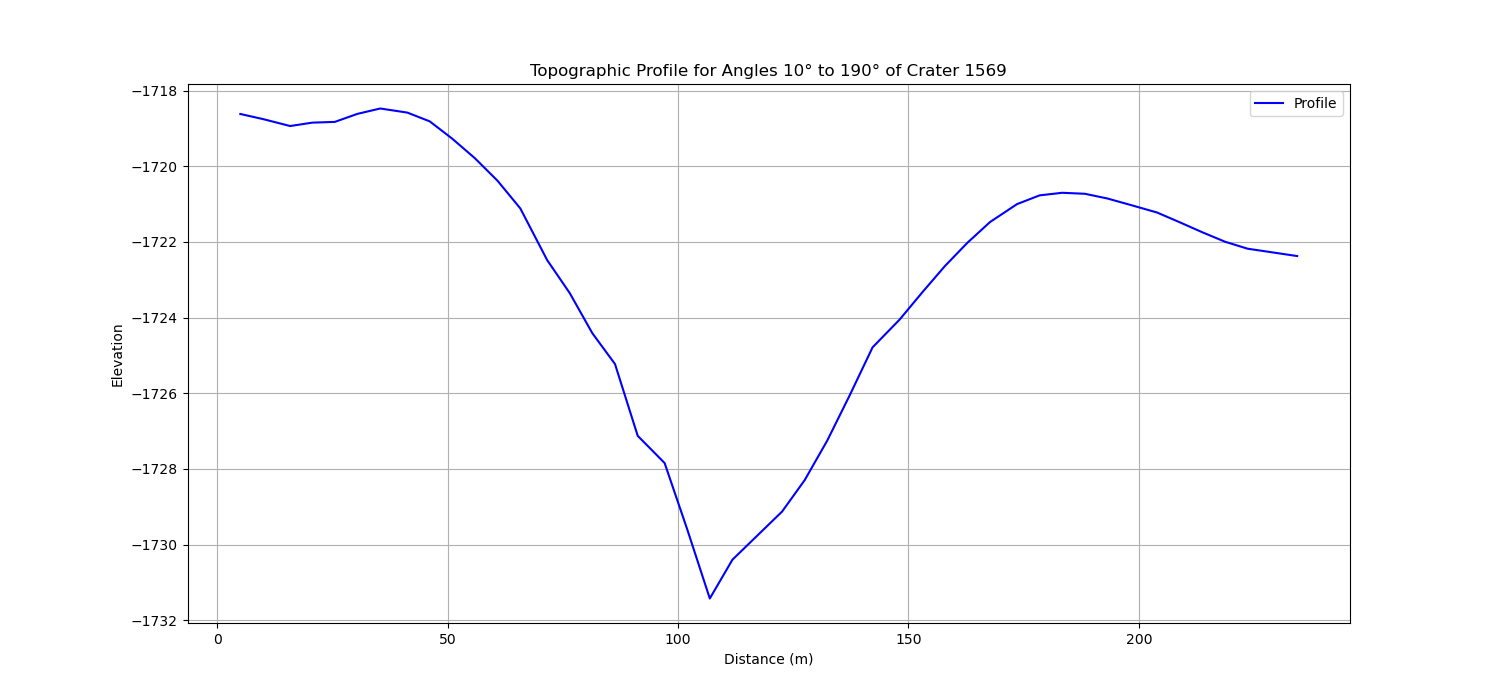 Topographic Profile for Angles 10° to 190° of Crater 1569
Profile
−1718
−1720
−1722
−1724
−1726
−1728
−1730
−1732
Elevation
0 50 100 150 200
Distance (m)